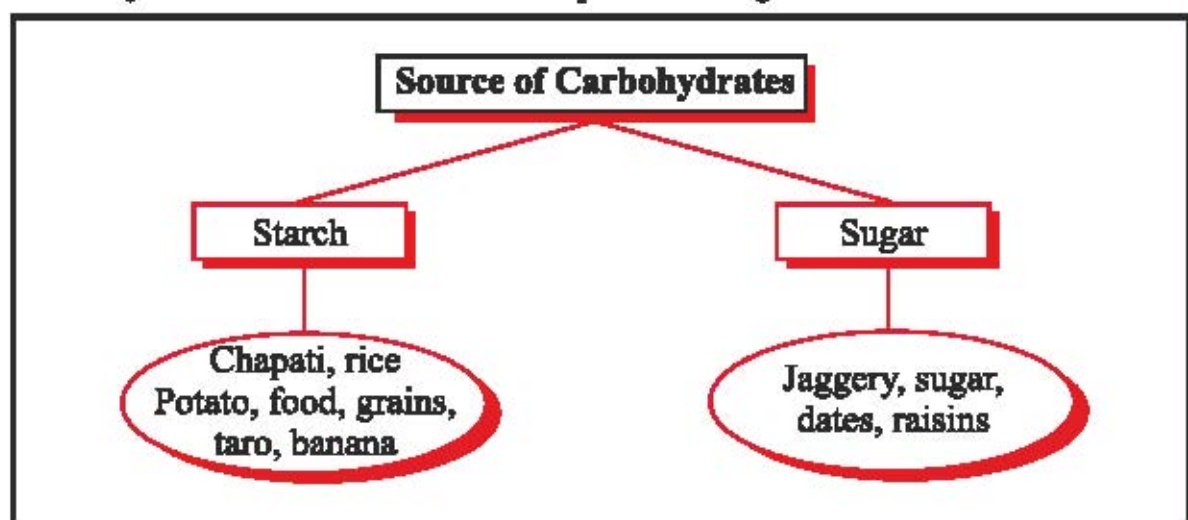 Source of Carbohydrates
Starch
Sugar
Chapati, rice
Potato, food, grains,
taro, banana
Jaggery, sugar,
dates, raisins